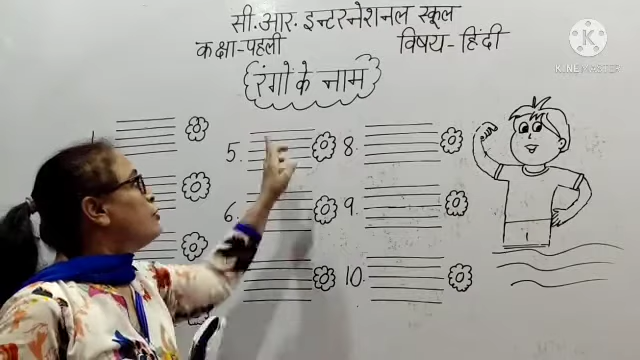 सी.आर. इन्टरनेशनल स्कूल
कक्षा-पहली विषय-हिंदी
रंगों के नाम
5. 8.
6. 9.
10.
K
KINEMASTER